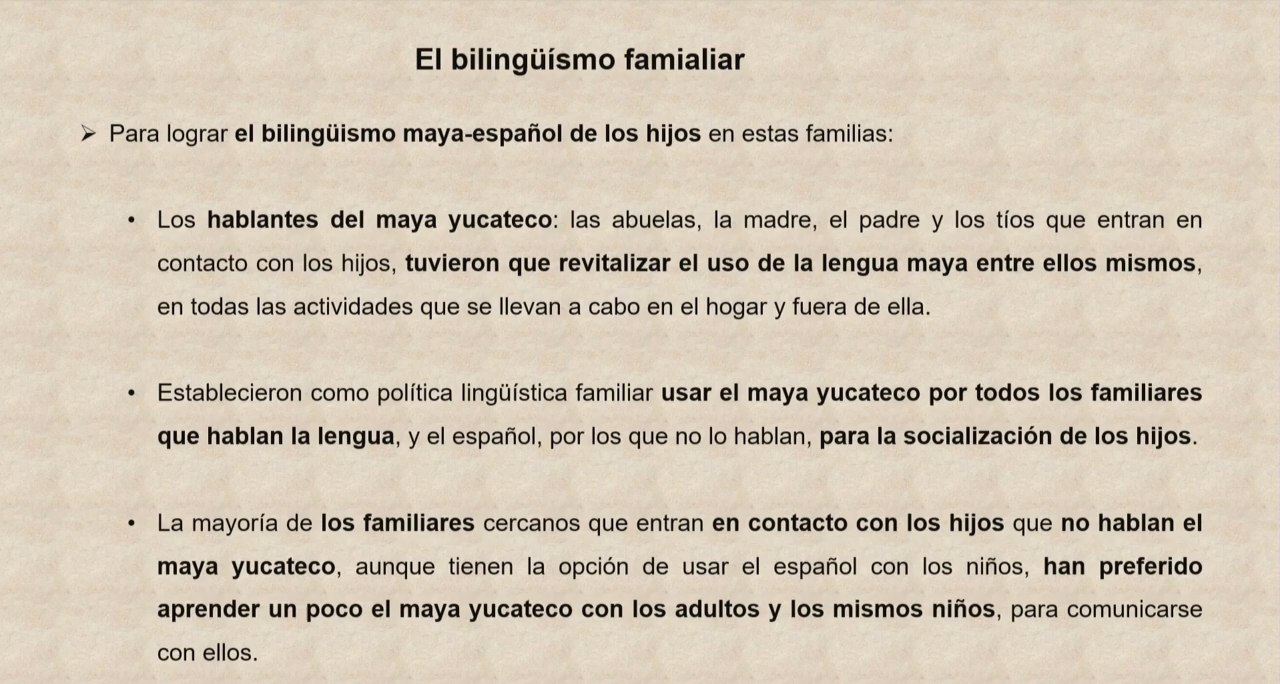 El bilingüísmo famialiar
➢ Para lograr el bilingüismo maya-español de los hijos en estas familias:
• Los hablantes del maya yucateco: las abuelas, la madre, el padre y los tíos que entran en
contacto con los hijos, tuvieron que revitalizar el uso de la lengua maya entre ellos mismos,
en todas las actividades que se llevan a cabo en el hogar y fuera de ella.
• Establecieron como política lingüística familiar usar el maya yucateco por todos los familiares
que hablan la lengua, y el español, por los que no lo hablan, para la socialización de los hijos.
• La mayoría de los familiares cercanos que entran en contacto con los hijos que no hablan el
maya yucateco, aunque tienen la opción de usar el español con los niños, han preferido
aprender un poco el maya yucateco con los adultos y los mismos niños, para comunicarse
con ellos.